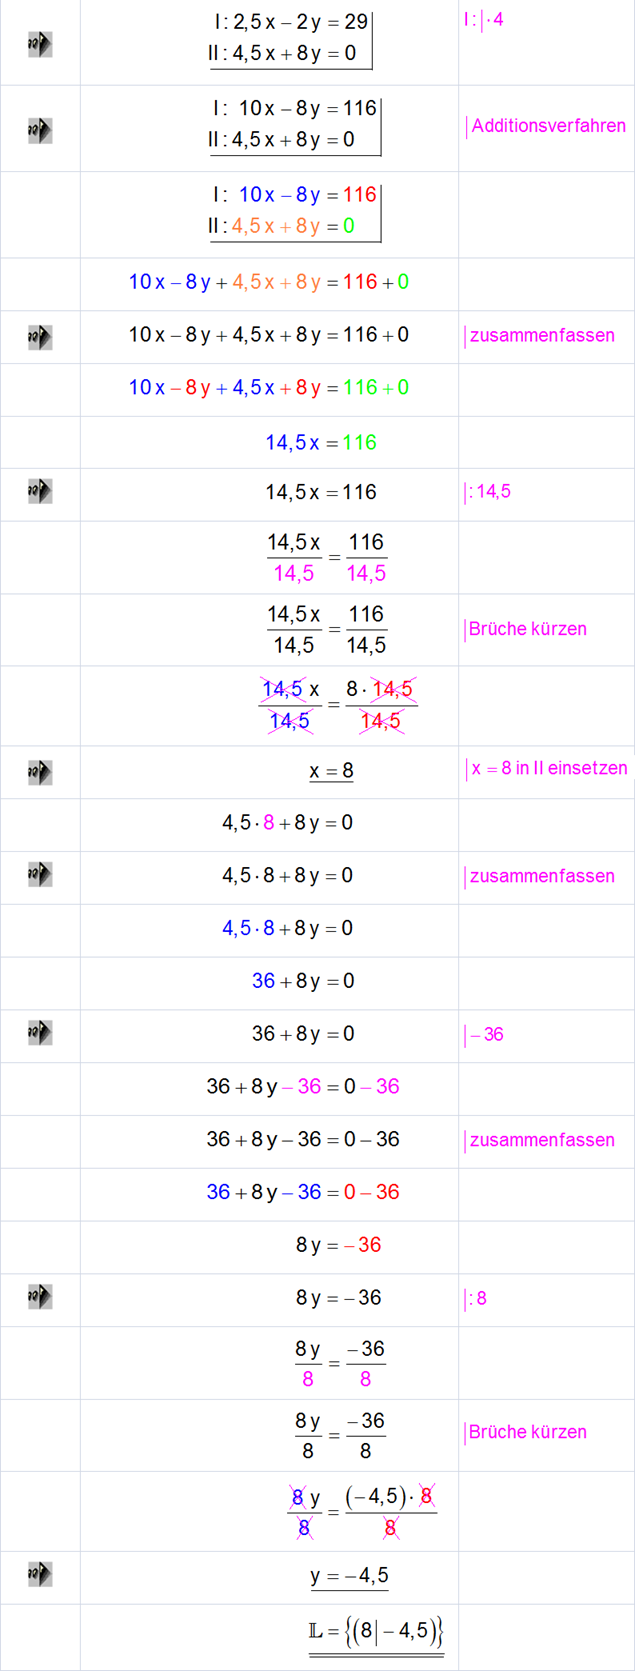 I: 2,5x − 2y = 29 I: | · 4
II: 4,5x + 8y = 0
I: 10x − 8y = 116
II: 4,5x + 8y = 0 | Additionsverfahren
I: 10x − 8y = 116
II: 4,5x + 8y = 0
10x − 8y + 4,5x + 8y = 116 + 0
10x − 8y + 4,5x + 8y = 116 + 0 | zusammenfassen
10x − 8y + 4,5x + 8y = 116 + 0
14,5x = 116
14,5x = 116 | : 14,5
14,5x / 14,5 = 116 / 14,5
14,5x / 14,5 = 116 / 14,5 | Brüche kürzen
14,5 x / 14,5 = 8 · 14,5 / 14,5
x = 8 | x = 8 in II einsetzen
4,5 · 8 + 8y = 0
4,5 · 8 + 8y = 0 | zusammenfassen
4,5 · 8 + 8y = 0
36 + 8y = 0
36 + 8y = 0 | − 36
36 + 8y − 36 = 0 − 36
36 + 8y − 36 = 0 − 36 | zusammenfassen
36 + 8y − 36 = 0 − 36
8y = −36
8y = −36 | : 8
8y / 8 = −36 / 8
8y / 8 = −36 / 8 | Brüche kürzen
8 y / 8 = (−4,5) · 8 / 8
y = −4,5
𝕃 = {(8 | −4,5)}